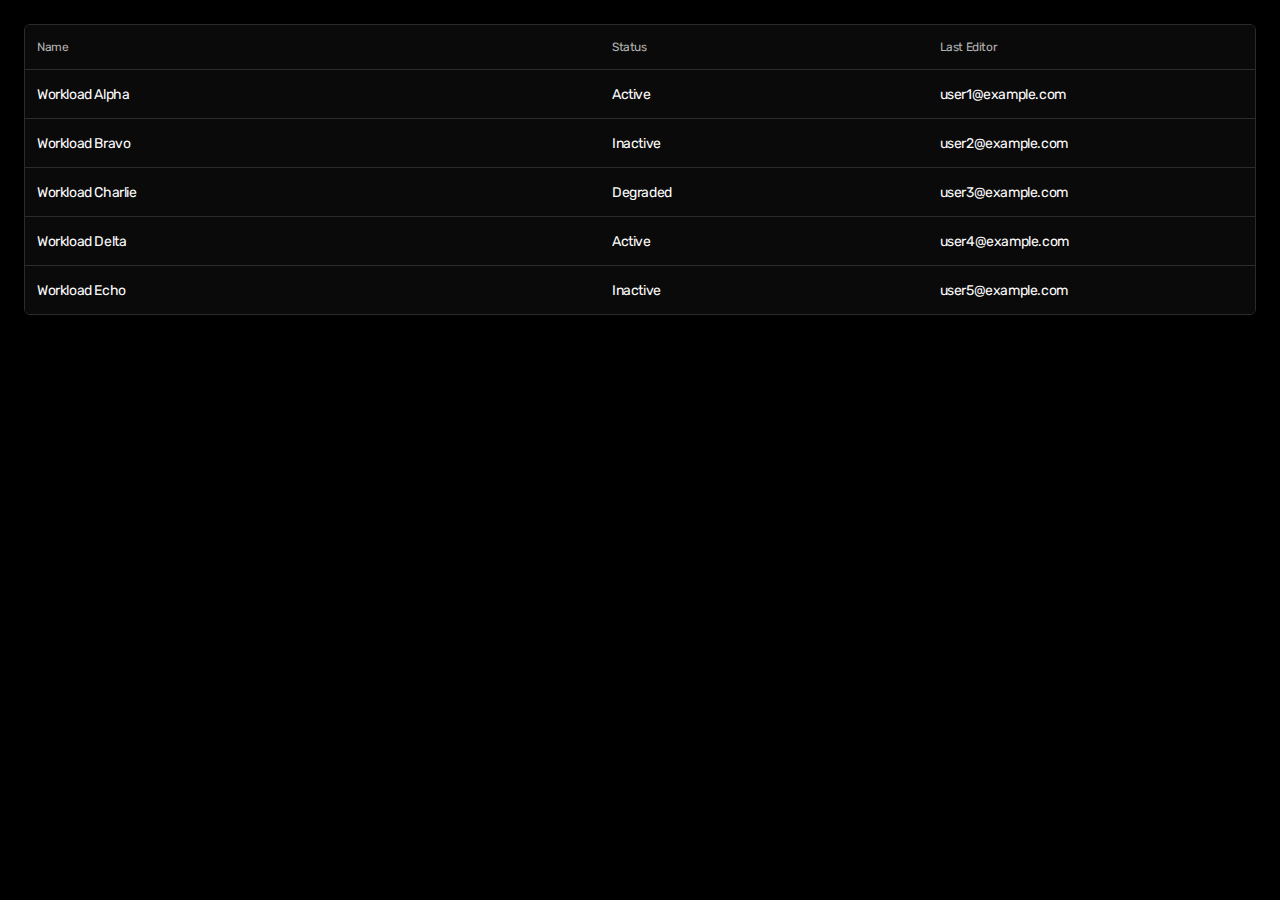 Name Status Last Editor
Workload Alpha Active user1@example.com
Workload Bravo Inactive user2@example.com
Workload Charlie Degraded user3@example.com
Workload Delta Active user4@example.com
Workload Echo Inactive user5@example.com